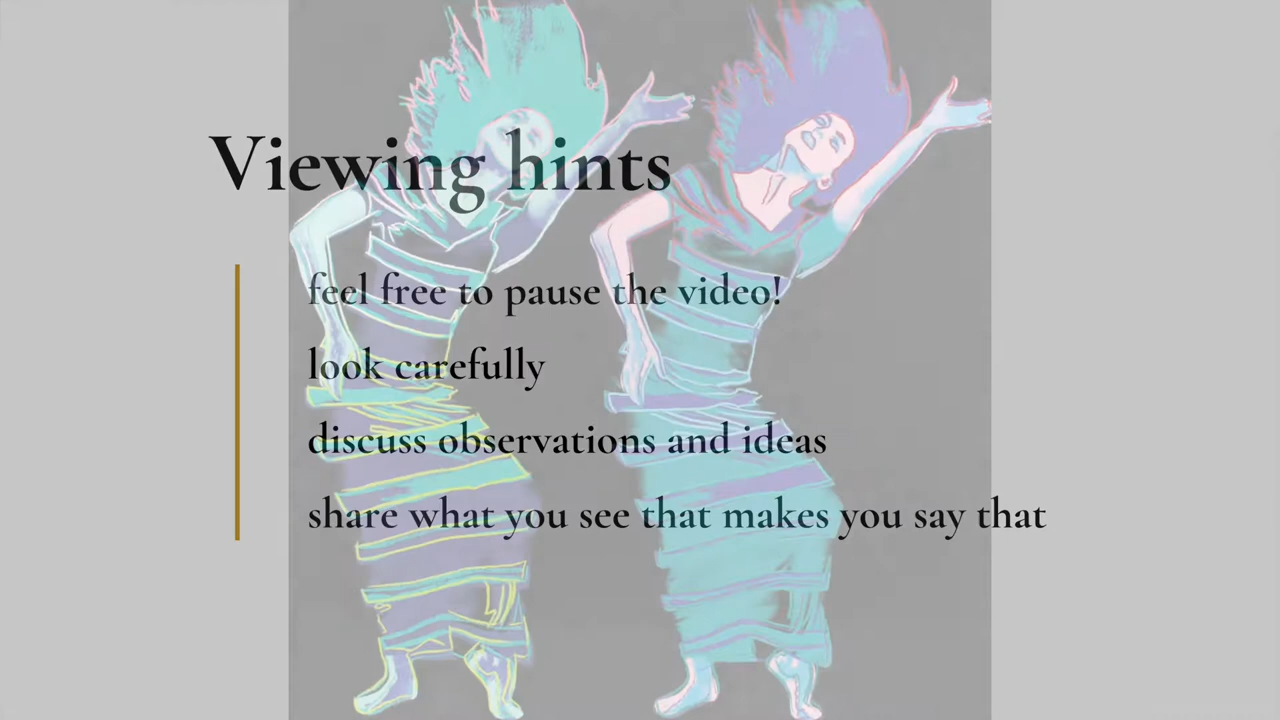 Viewing hints
feel free to pause the video!
look carefully
discuss observations and ideas
share what you see that makes you say that